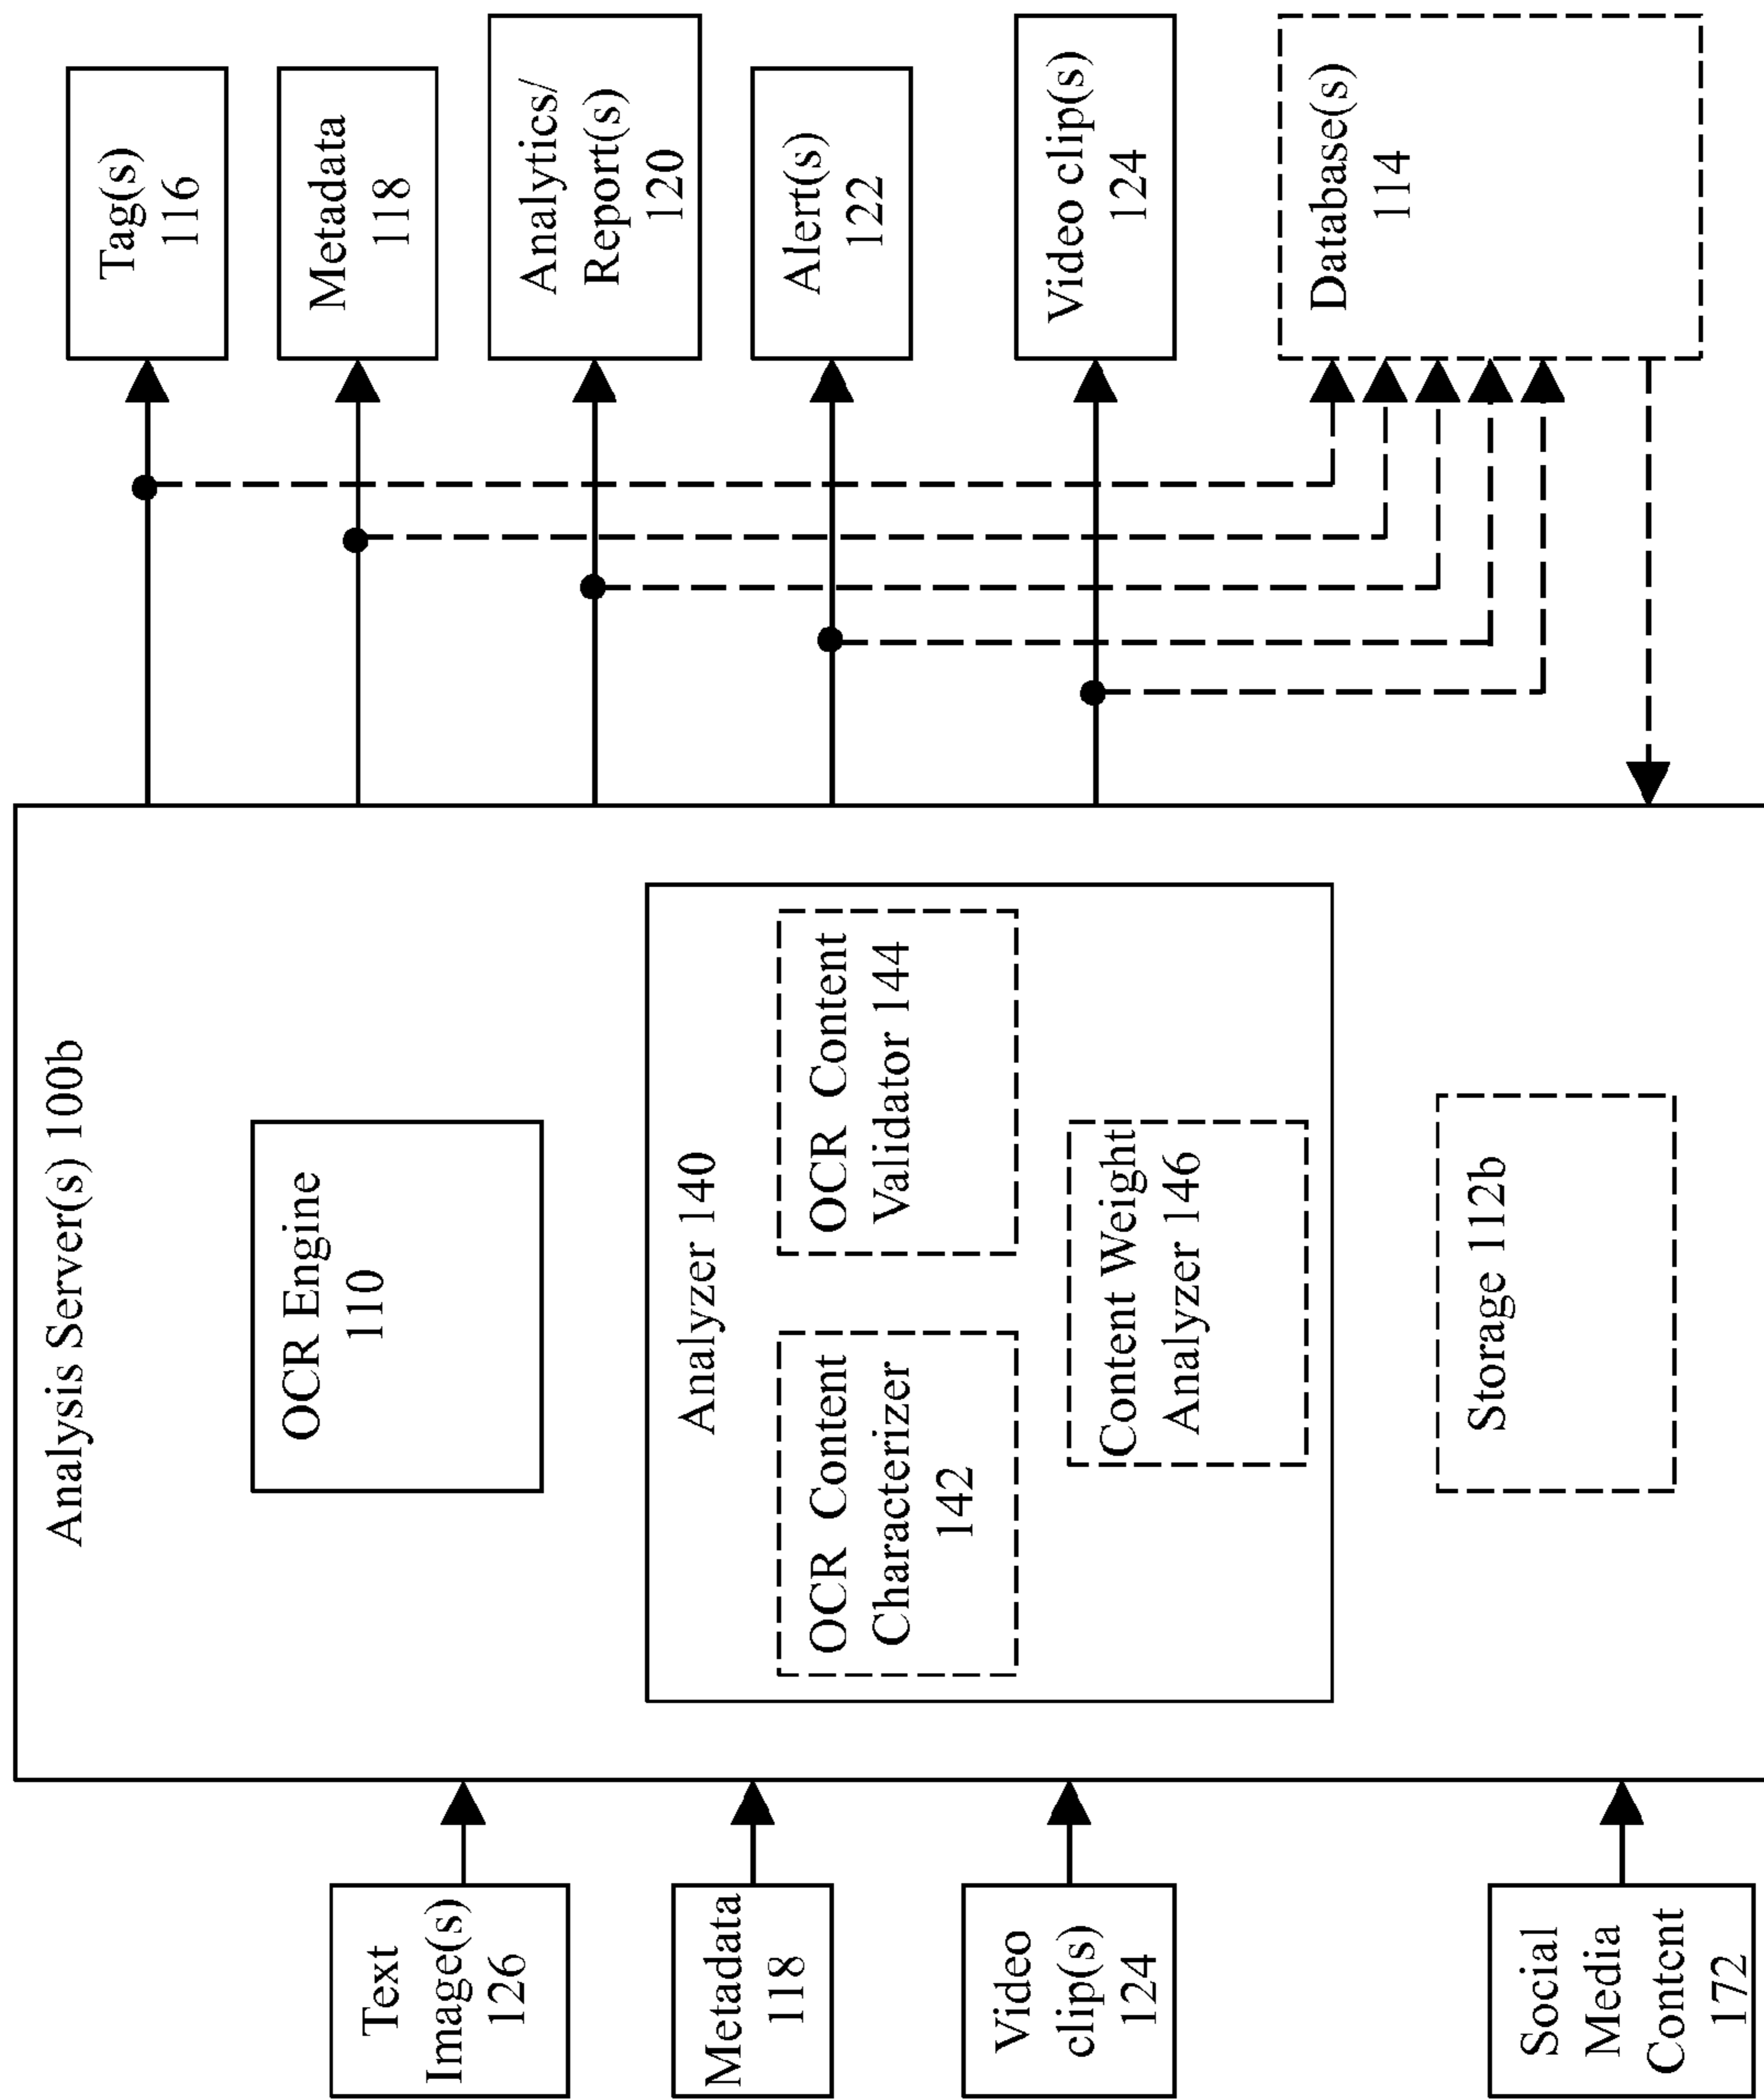 Tag(s)
116
Metadata
118
Analytics/
Report(s)
120
Alert(s)
122
Video clip(s)
124
Database(s)
114
Analysis Server(s) 100b
OCR Engine
110
Analyzer 140
OCR Content
Characterizer
142
OCR Content
Validator 144
Content Weight
Analyzer 146
Storage 112b
Text
Image(s)
126
Metadata
118
Video
clip(s)
124
Social
Media
Content
172